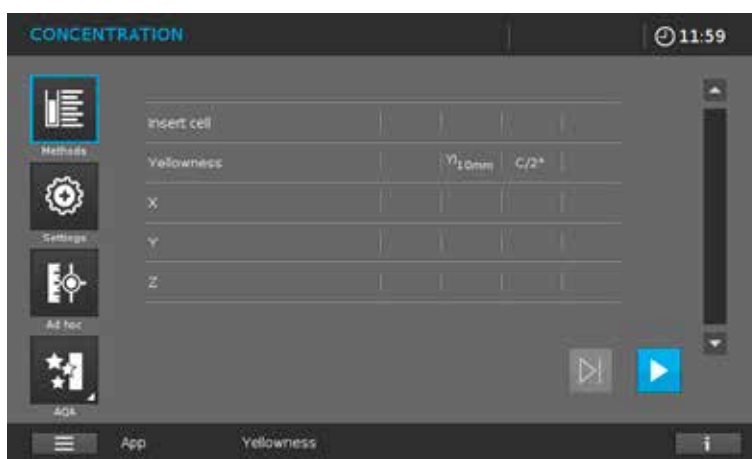 CONCENTRATION 11:59
Insert cell
Methods
Yellowness YI10mm C/2°
X
Settings
Y
Z
Ad hoc
AQA
App Yellowness i